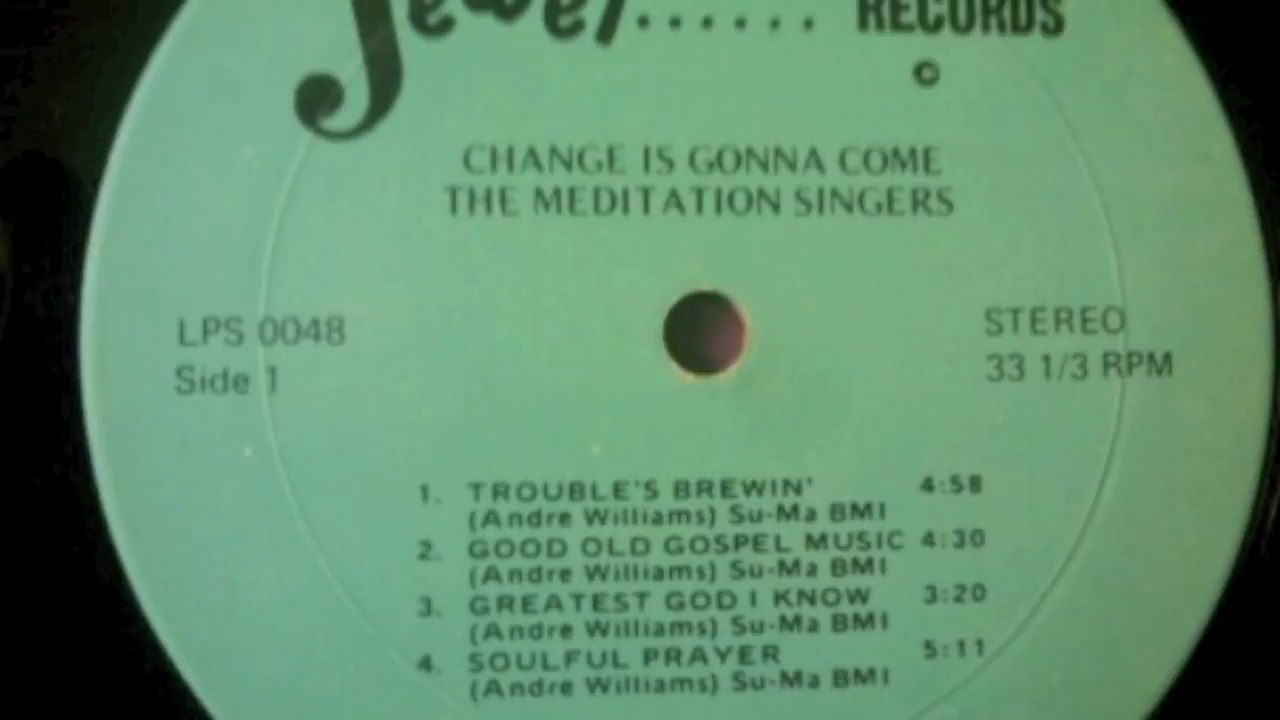 Jewel...... RECORDS
©
CHANGE IS GONNA COME
THE MEDITATION SINGERS
LPS 0048
Side 1
STEREO
33 1/3 RPM
1. TROUBLE'S BREWIN' 4:58
(Andre Williams) Su-Ma BMI
2. GOOD OLD GOSPEL MUSIC 4:30
(Andre Williams) Su-Ma BMI
3. GREATEST GOD I KNOW 3:20
(Andre Williams) Su-Ma BMI
4. SOULFUL PRAYER 5:11
(Andre Williams) Su-Ma BMI